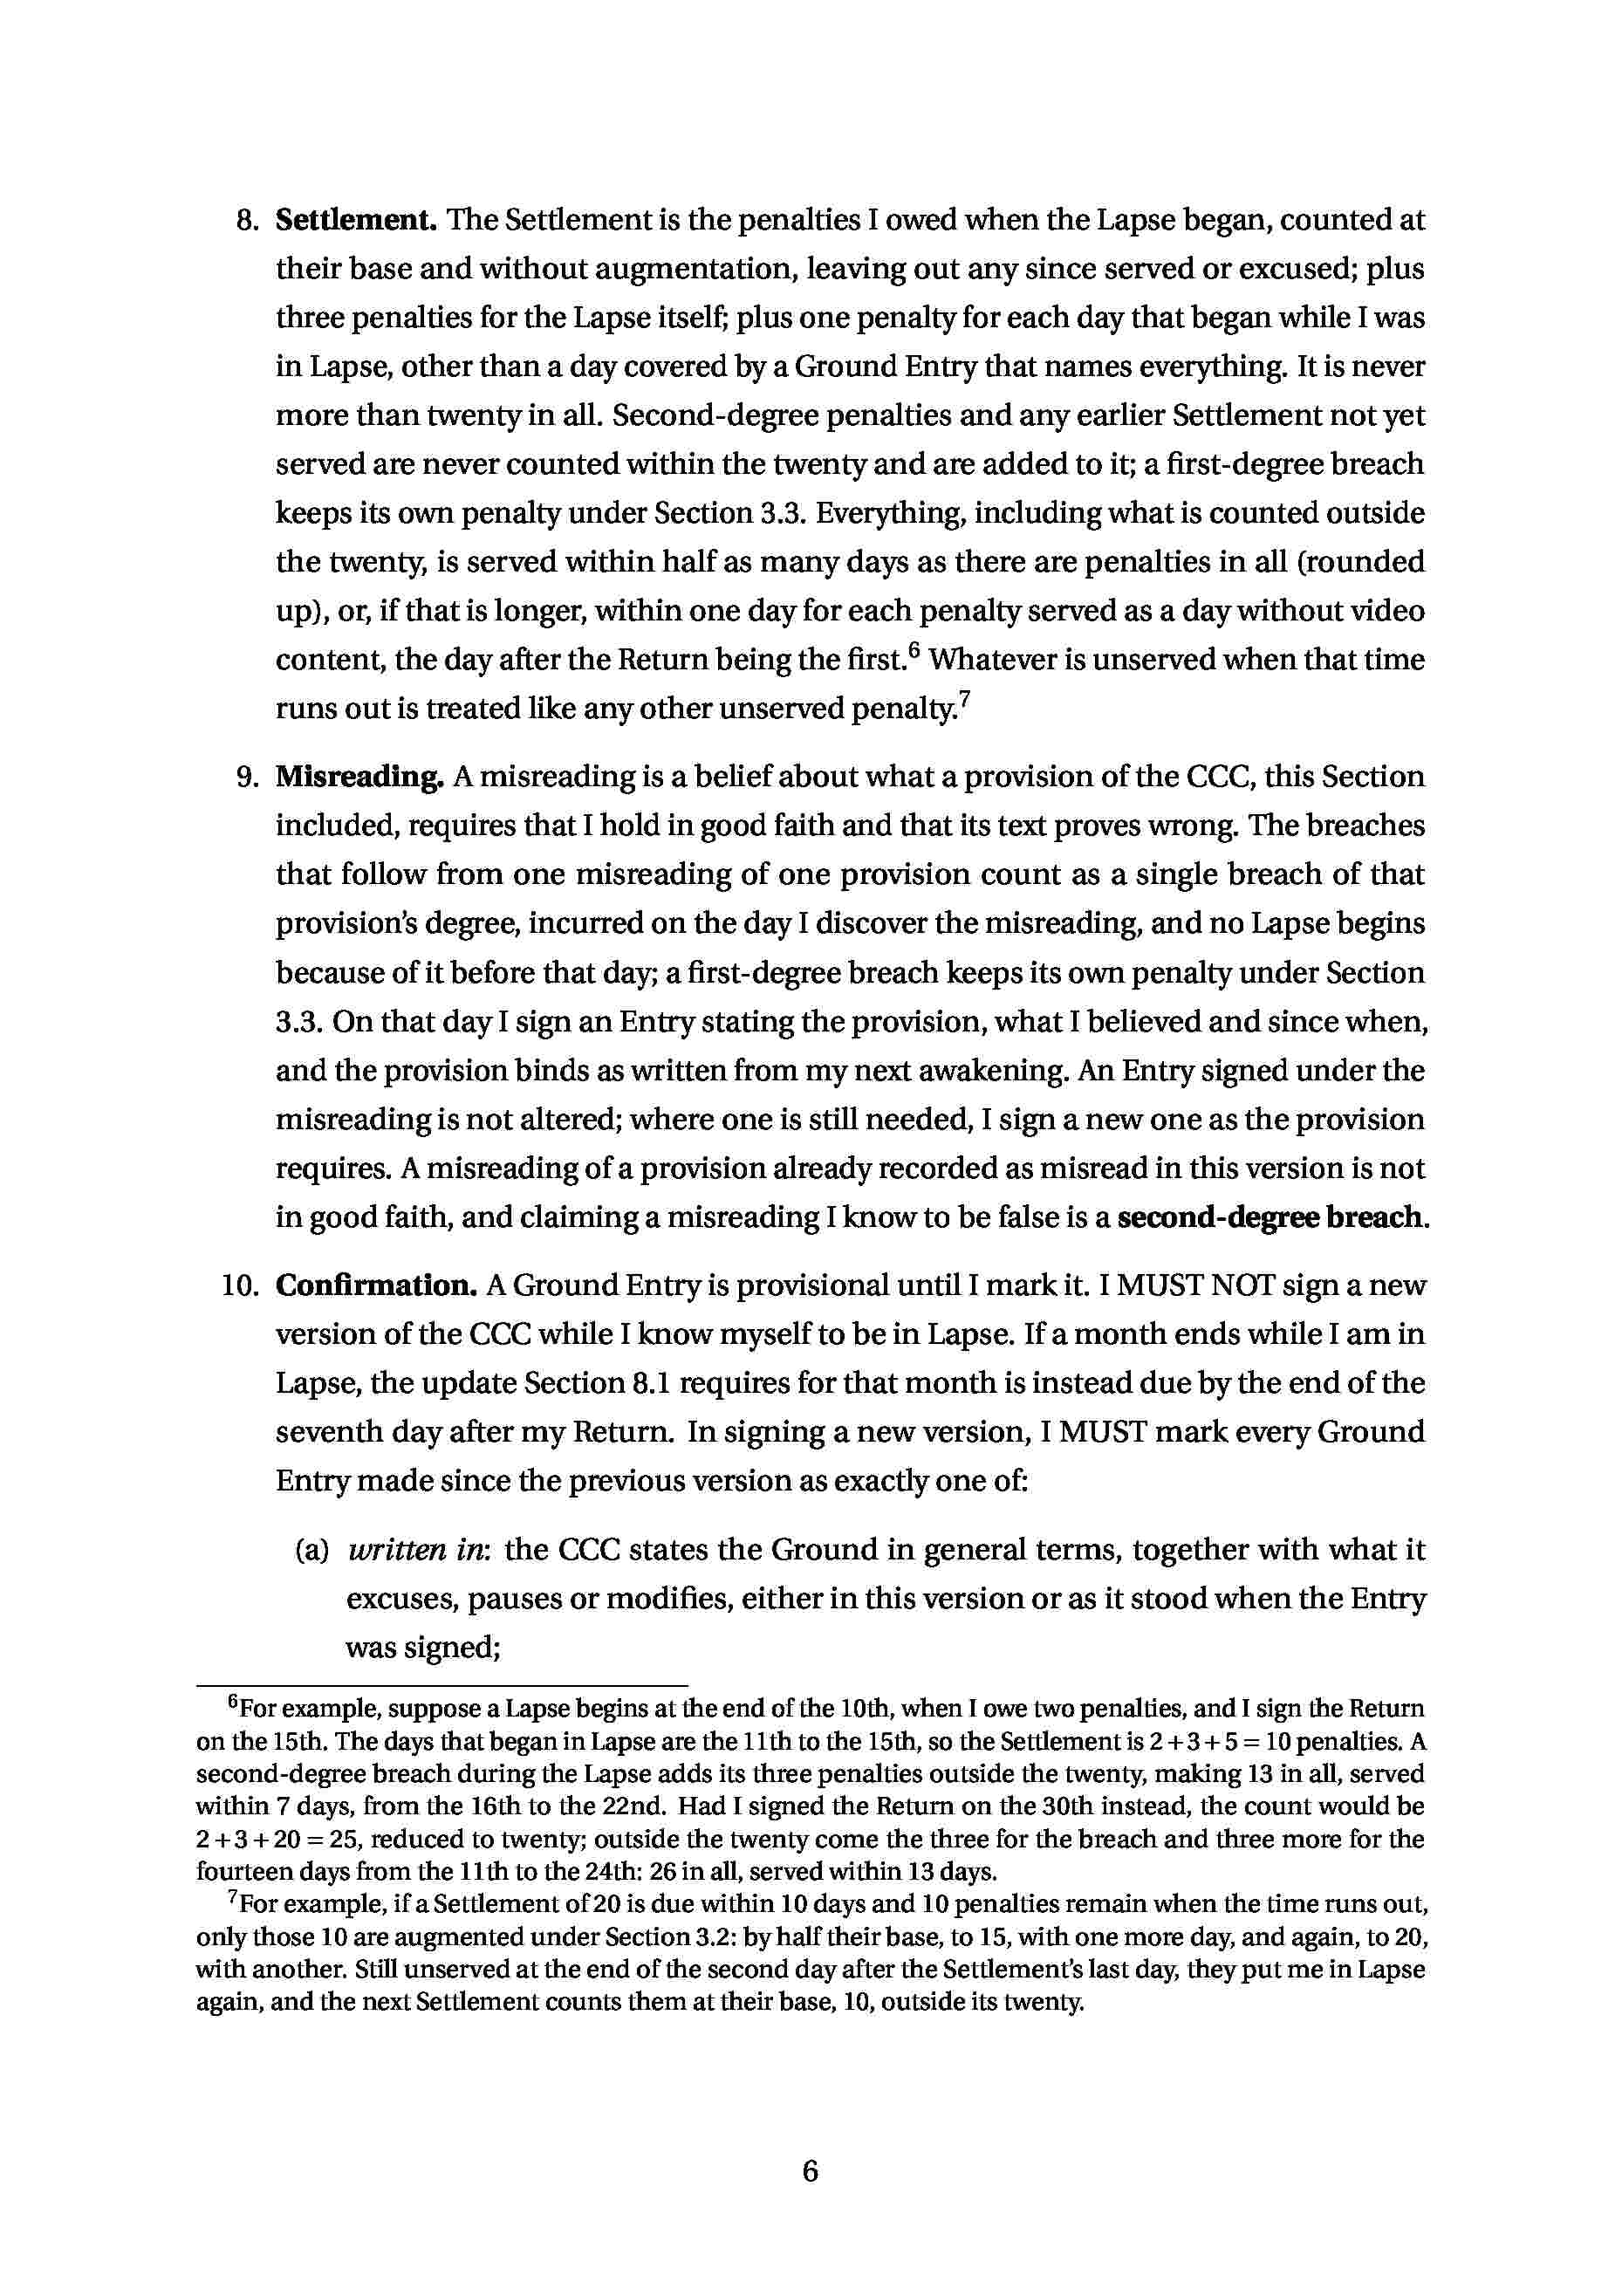 8. Settlement. The Settlement is the penalties I owed when the Lapse began, counted at
their base and without augmentation, leaving out any since served or excused; plus
three penalties for the Lapse itself; plus one penalty for each day that began while I was
in Lapse, other than a day covered by a Ground Entry that names everything. It is never
more than twenty in all. Second-degree penalties and any earlier Settlement not yet
served are never counted within the twenty and are added to it; a first-degree breach
keeps its own penalty under Section 3.3. Everything, including what is counted outside
the twenty, is served within half as many days as there are penalties in all (rounded
up), or, if that is longer, within one day for each penalty served as a day without video
content, the day after the Return being the first.6 Whatever is unserved when that time
runs out is treated like any other unserved penalty.7
9. Misreading. A misreading is a belief about what a provision of the CCC, this Section
included, requires that I hold in good faith and that its text proves wrong. The breaches
that follow from one misreading of one provision count as a single breach of that
provision's degree, incurred on the day I discover the misreading, and no Lapse begins
because of it before that day; a first-degree breach keeps its own penalty under Section
3.3. On that day I sign an Entry stating the provision, what I believed and since when,
and the provision binds as written from my next awakening. An Entry signed under the
misreading is not altered; where one is still needed, I sign a new one as the provision
requires. A misreading of a provision already recorded as misread in this version is not
in good faith, and claiming a misreading I know to be false is a second-degree breach.
10. Confirmation. A Ground Entry is provisional until I mark it. I MUST NOT sign a new
version of the CCC while I know myself to be in Lapse. If a month ends while I am in
Lapse, the update Section 8.1 requires for that month is instead due by the end of the
seventh day after my Return. In signing a new version, I MUST mark every Ground
Entry made since the previous version as exactly one of:
(a) written in: the CCC states the Ground in general terms, together with what it
excuses, pauses or modifies, either in this version or as it stood when the Entry
was signed;
6For example, suppose a Lapse begins at the end of the 10th, when I owe two penalties, and I sign the Return
on the 15th. The days that began in Lapse are the 11th to the 15th, so the Settlement is 2 + 3 + 5 = 10 penalties. A
second-degree breach during the Lapse adds its three penalties outside the twenty, making 13 in all, served
within 7 days, from the 16th to the 22nd. Had I signed the Return on the 30th instead, the count would be
2 + 3 + 20 = 25, reduced to twenty; outside the twenty come the three for the breach and three more for the
fourteen days from the 11th to the 24th: 26 in all, served within 13 days.
7For example, if a Settlement of 20 is due within 10 days and 10 penalties remain when the time runs out,
only those 10 are augmented under Section 3.2: by half their base, to 15, with one more day, and again, to 20,
with another. Still unserved at the end of the second day after the Settlement's last day, they put me in Lapse
again, and the next Settlement counts them at their base, 10, outside its twenty.
6